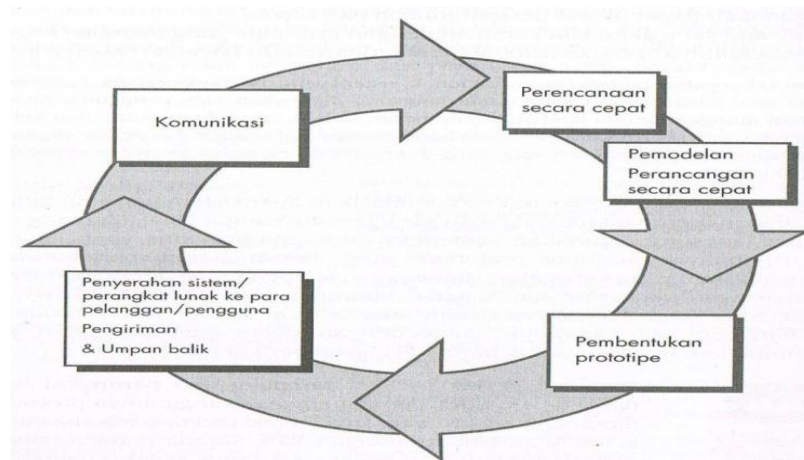 Komunikasi
Perencanaan
secara cepat
Pemodelan
Perancangan
secara cepat
Pembentukan
prototipe
Penyerahan sistem/
perangkat lunak ke para
pelanggan/pengguna
Pengiriman
& Umpan balik